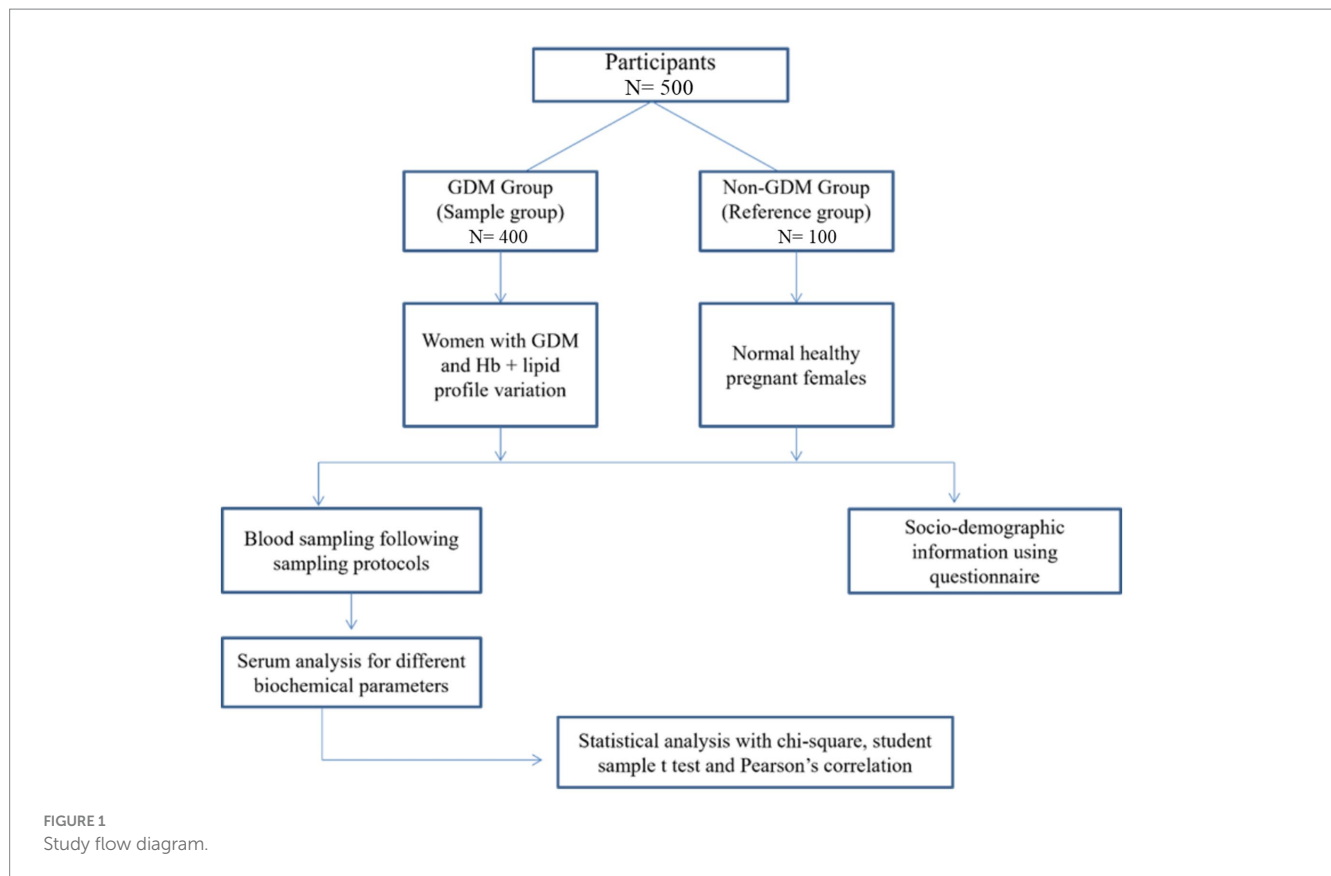 Participants
N= 500
GDM Group
(Sample group)
N= 400
Non-GDM Group
(Reference group)
N= 100
Women with GDM
and Hb + lipid
profile variation
Normal healthy
pregnant females
Blood sampling following
sampling protocols
Socio-demographic
information using
questionnaire
Serum analysis for different
biochemical parameters
Statistical analysis with chi-square, student
sample t test and Pearson's correlation
FIGURE 1
Study flow diagram.